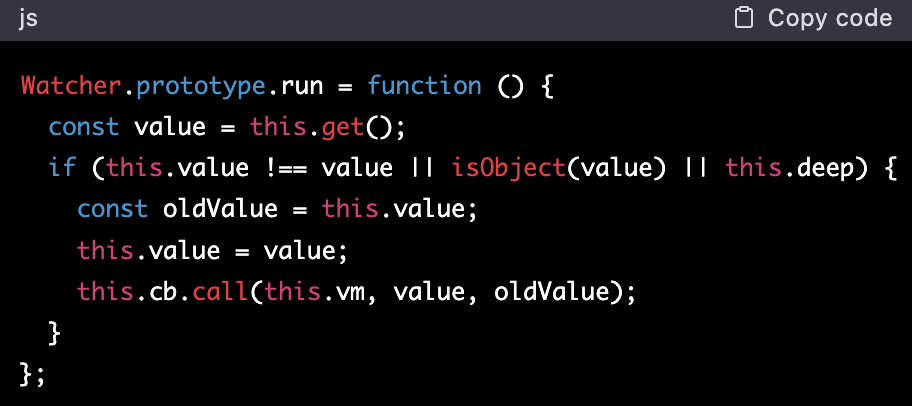 js
Copy code
Watcher.prototype.run = function () {
  const value = this.get();
  if (this.value !== value || isObject(value) || this.deep) {
    const oldValue = this.value;
    this.value = value;
    this.cb.call(this.vm, value, oldValue);
  }
};